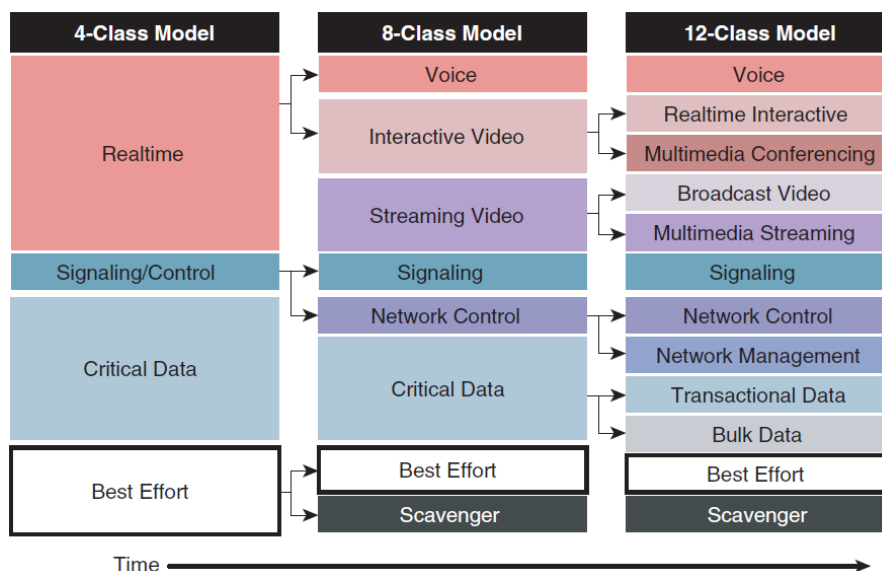 4-Class Model
Realtime
Signaling/Control
Critical Data
Best Effort
8-Class Model
Voice
Interactive Video
Streaming Video
Signaling
Network Control
Critical Data
Best Effort
Scavenger
12-Class Model
Voice
Realtime Interactive
Multimedia Conferencing
Broadcast Video
Multimedia Streaming
Signaling
Network Control
Network Management
Transactional Data
Bulk Data
Best Effort
Scavenger
Time